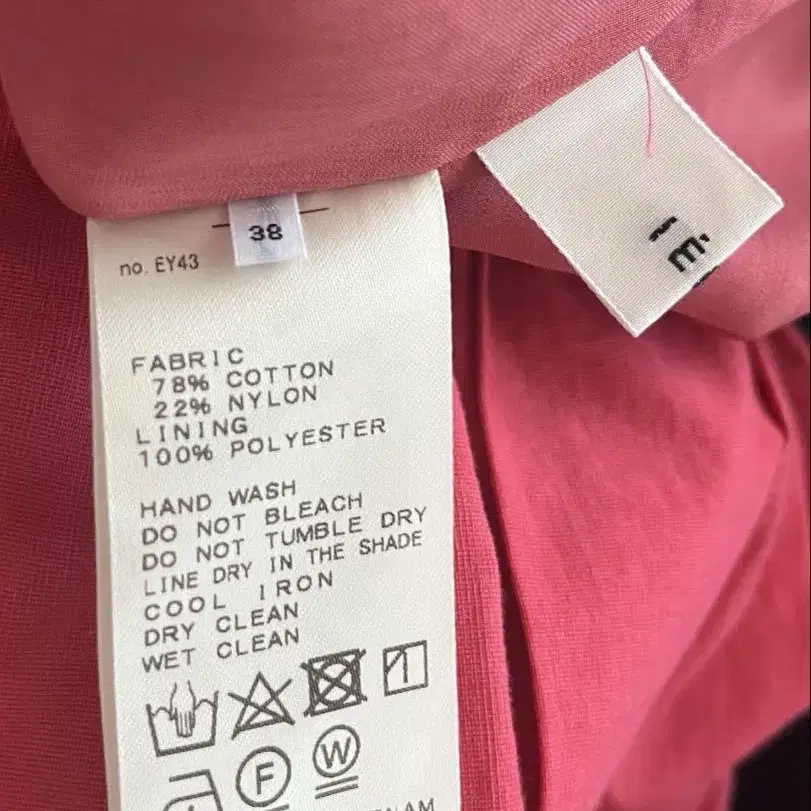 38
no. EY43
FABRIC
78% COTTON
22% NYLON
LINING
100% POLYESTER
HAND WASH
DO NOT BLEACH
DO NOT TUMBLE DRY
LINE DRY IN THE SHADE
COOL IRON
DRY CLEAN
WET CLEAN
F
W